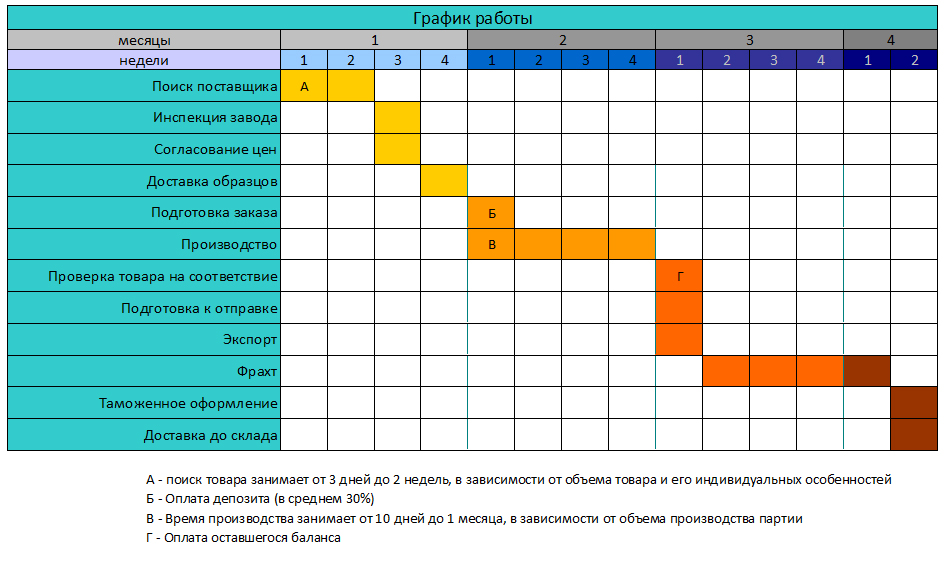 График работы
месяцы 1 2 3 4
недели 1 2 3 4 1 2 3 4 1 2 3 4 1 2
Поиск поставщика А
Инспекция завода
Согласование цен
Доставка образцов
Подготовка заказа Б
Производство В
Проверка товара на соответствие Г
Подготовка к отправке
Экспорт
Фрахт
Таможенное оформление
Доставка до склада
А - поиск товара занимает от 3 дней до 2 недель, в зависимости от объема товара и его индивидуальных особенностей
Б - Оплата депозита (в среднем 30%)
В - Время производства занимает от 10 дней до 1 месяца, в зависимости от объема производства партии
Г - Оплата оставшегося баланса